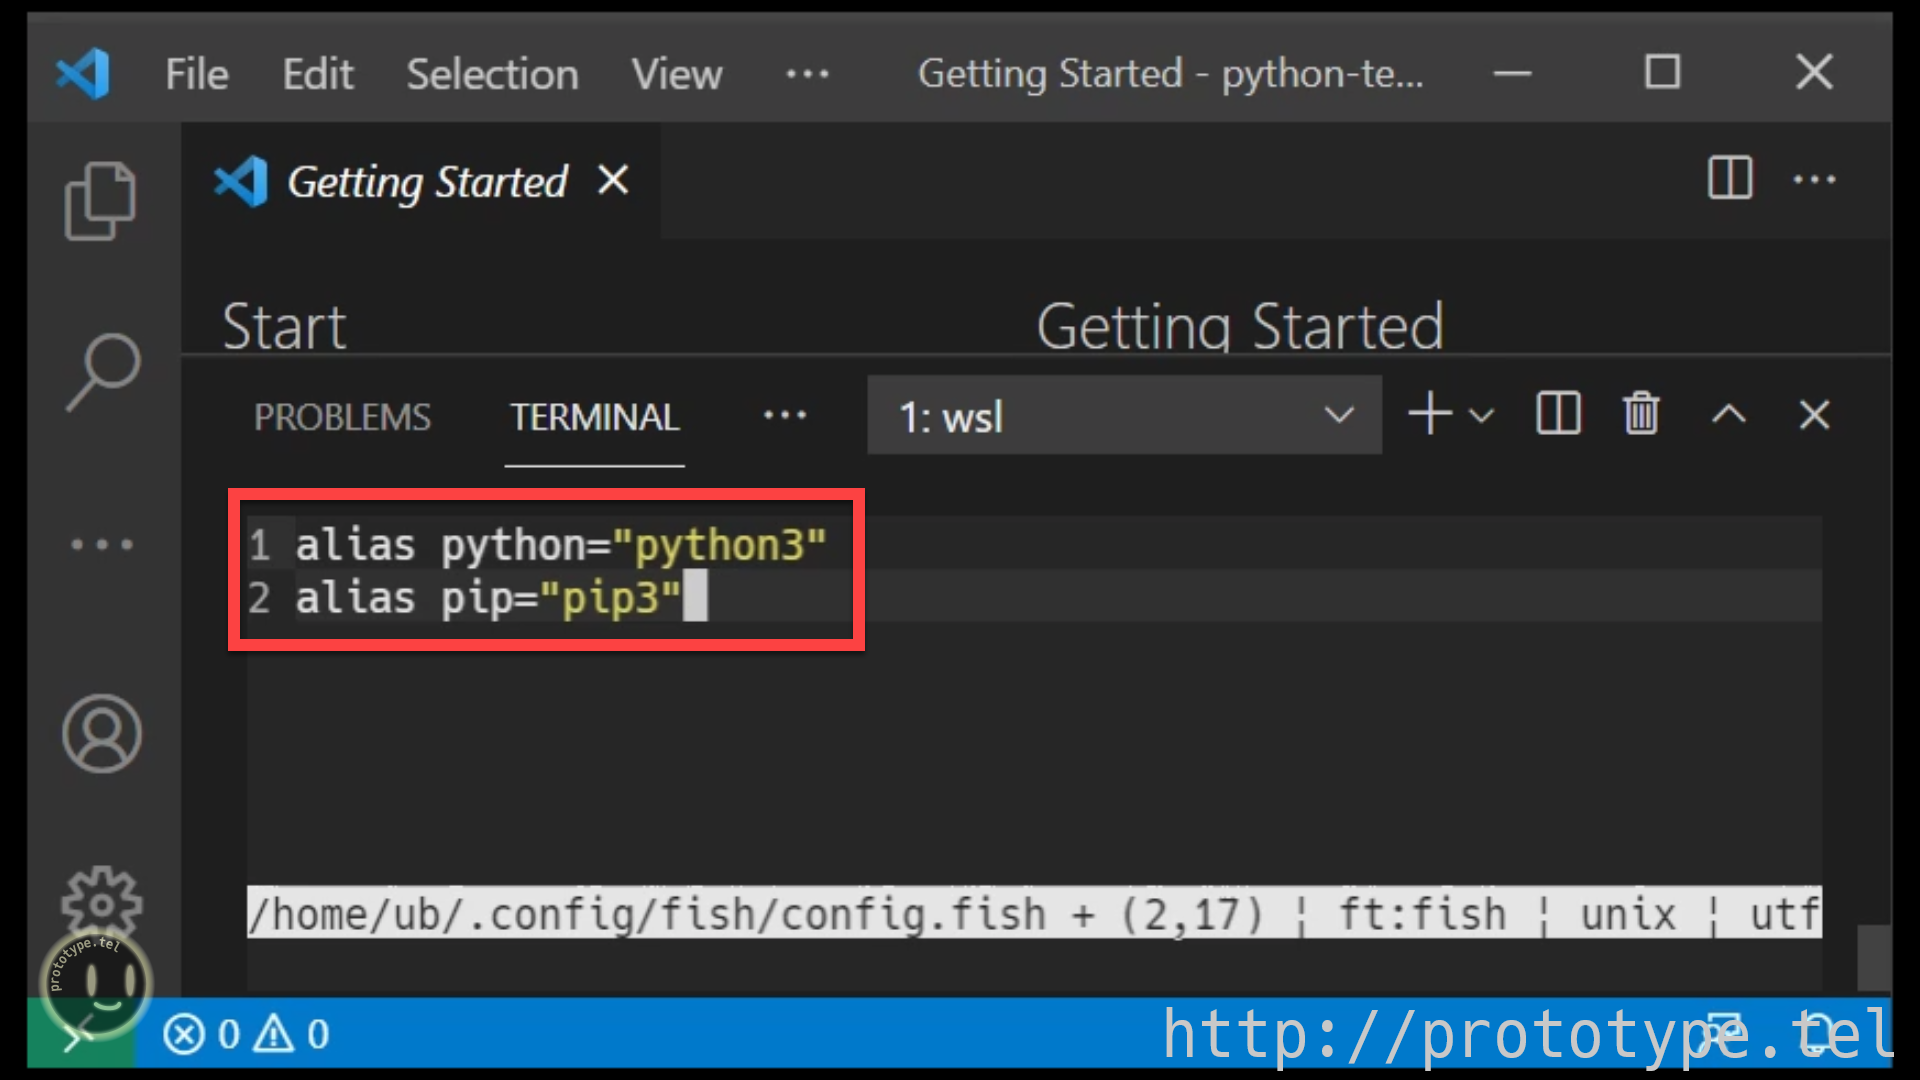 File Edit Selection View ··· Getting Started - python-te...
Getting Started
Start Getting Started
PROBLEMS TERMINAL ··· 1: wsl
1 alias python="python3"
2 alias pip="pip3"
/home/ub/.config/fish/config.fish + (2,17) ¦ ft:fish ¦ unix ¦ utf
prototype.tel
0 0
http://prototype.tel